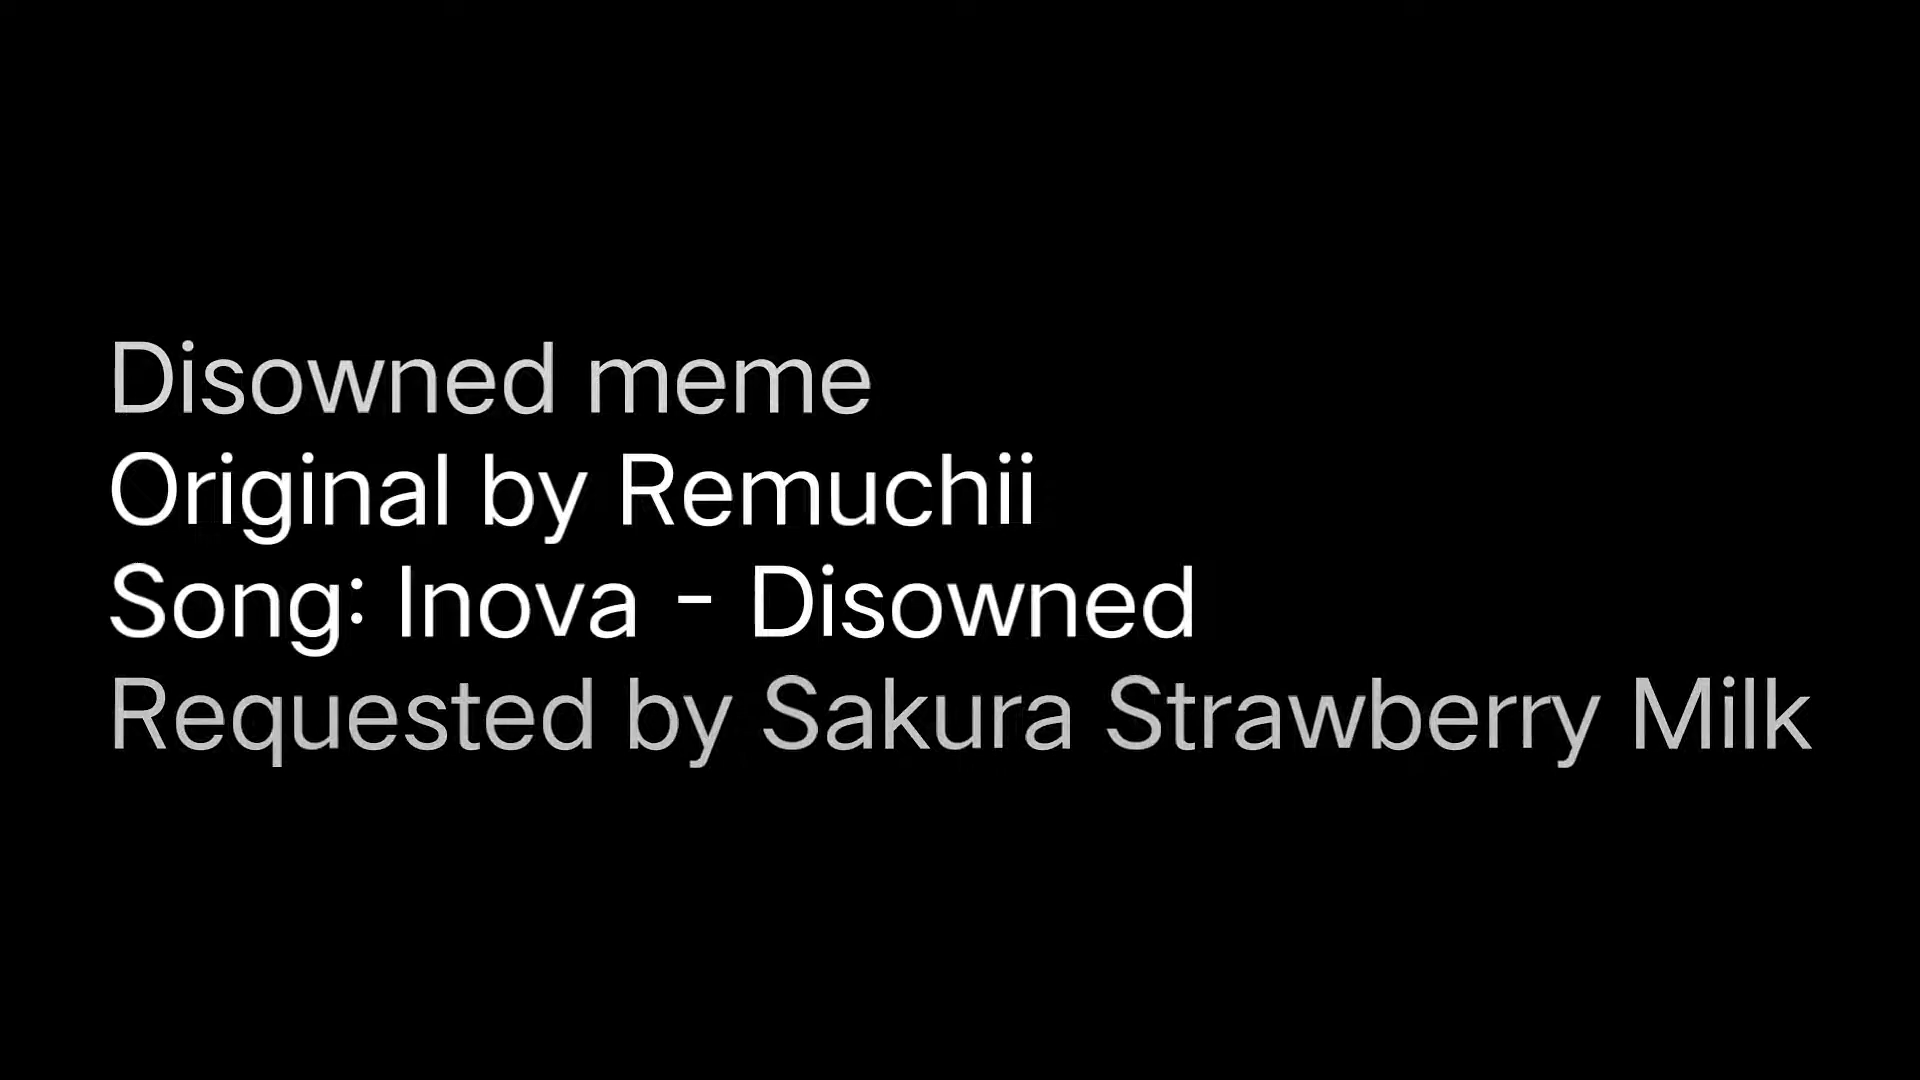 Disowned meme
Original by Remuchii
Song: Inova - Disowned
Requested by Sakura Strawberry Milk